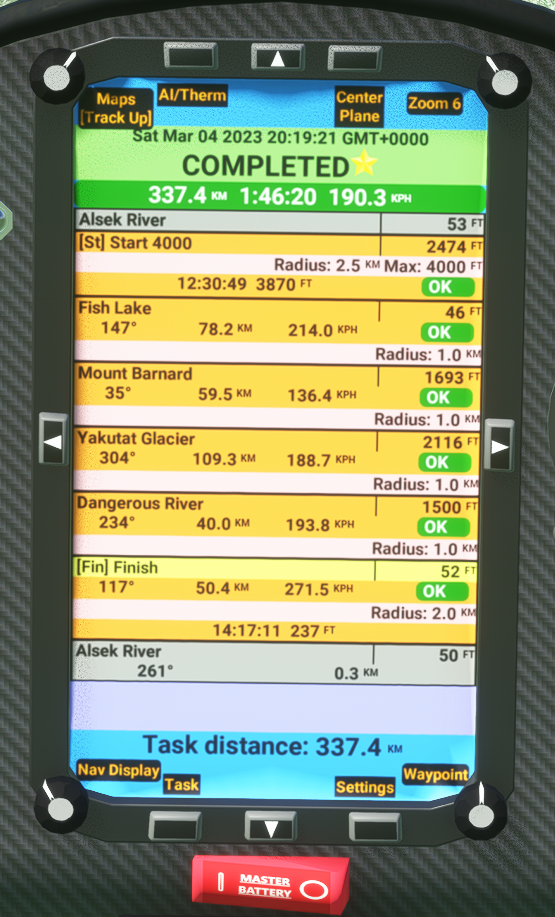 Maps
[Track Up]
AI/Therm
Center
Plane
Zoom 6
Sat Mar 04 2023 20:19:21 GMT+0000
COMPLETED
337.4 KM 1:46:20 190.3 KPH
Alsek River 53 FT
[St] Start 4000 2474 FT
Radius: 2.5 KM Max: 4000 FT
12:30:49 3870 FT OK
Fish Lake 46 FT
147° 78.2 KM 214.0 KPH OK
Radius: 1.0 KM
Mount Barnard 1693 FT
35° 59.5 KM 136.4 KPH OK
Radius: 1.0 KM
Yakutat Glacier 2116 FT
304° 109.3 KM 188.7 KPH OK
Radius: 1.0 KM
Dangerous River 1500 FT
234° 40.0 KM 193.8 KPH OK
Radius: 1.0 KM
[Fin] Finish 52 FT
117° 50.4 KM 271.5 KPH OK
Radius: 2.0 KM
14:17:11 237 FT
Alsek River 50 FT
261° 0.3 KM
Task distance: 337.4 KM
Nav Display
Task
Settings
Waypoint
MASTER
BATTERY